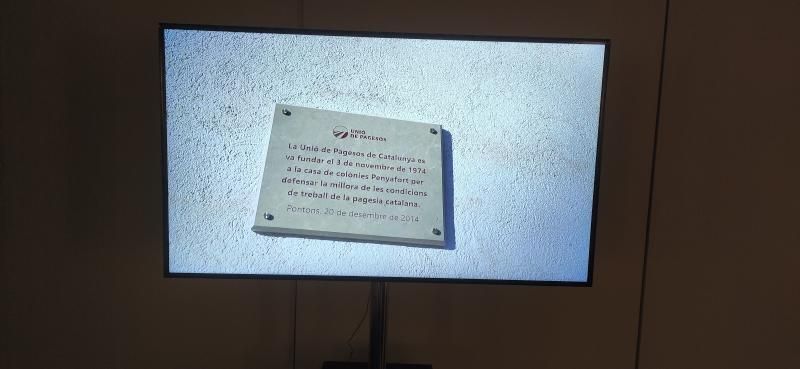 UNIÓ
DE PAGESOS
La Unió de Pagesos de Catalunya es
va fundar el 3 de novembre de 1974
a la casa de colònies Penyafort per
defensar la millora de les condicions
de treball de la pagesia catalana.
Pontons, 20 de desembre de 2014